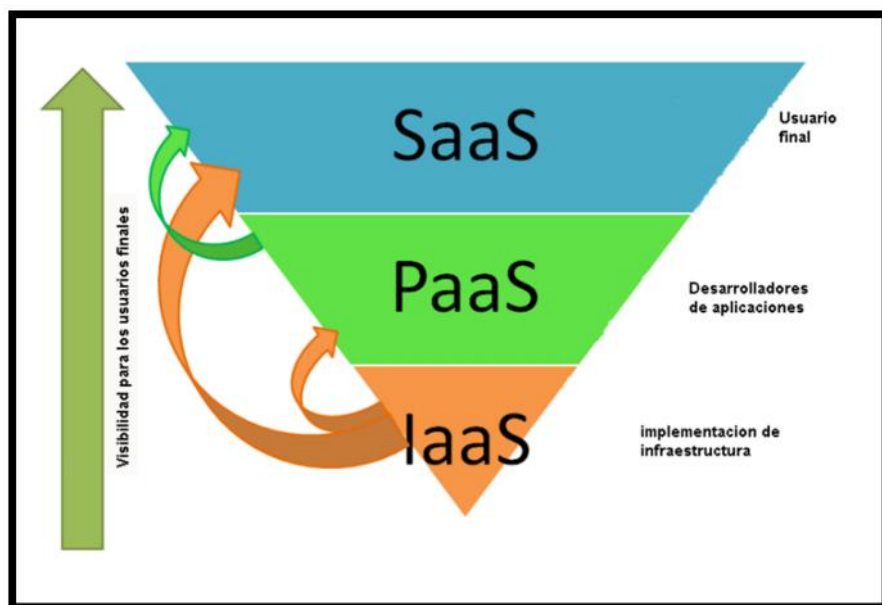 SaaS
Usuario
final
PaaS
Desarrolladores
de aplicaciones
IaaS
implementacion de
infraestructura
Visibilidad para los usuarios finales